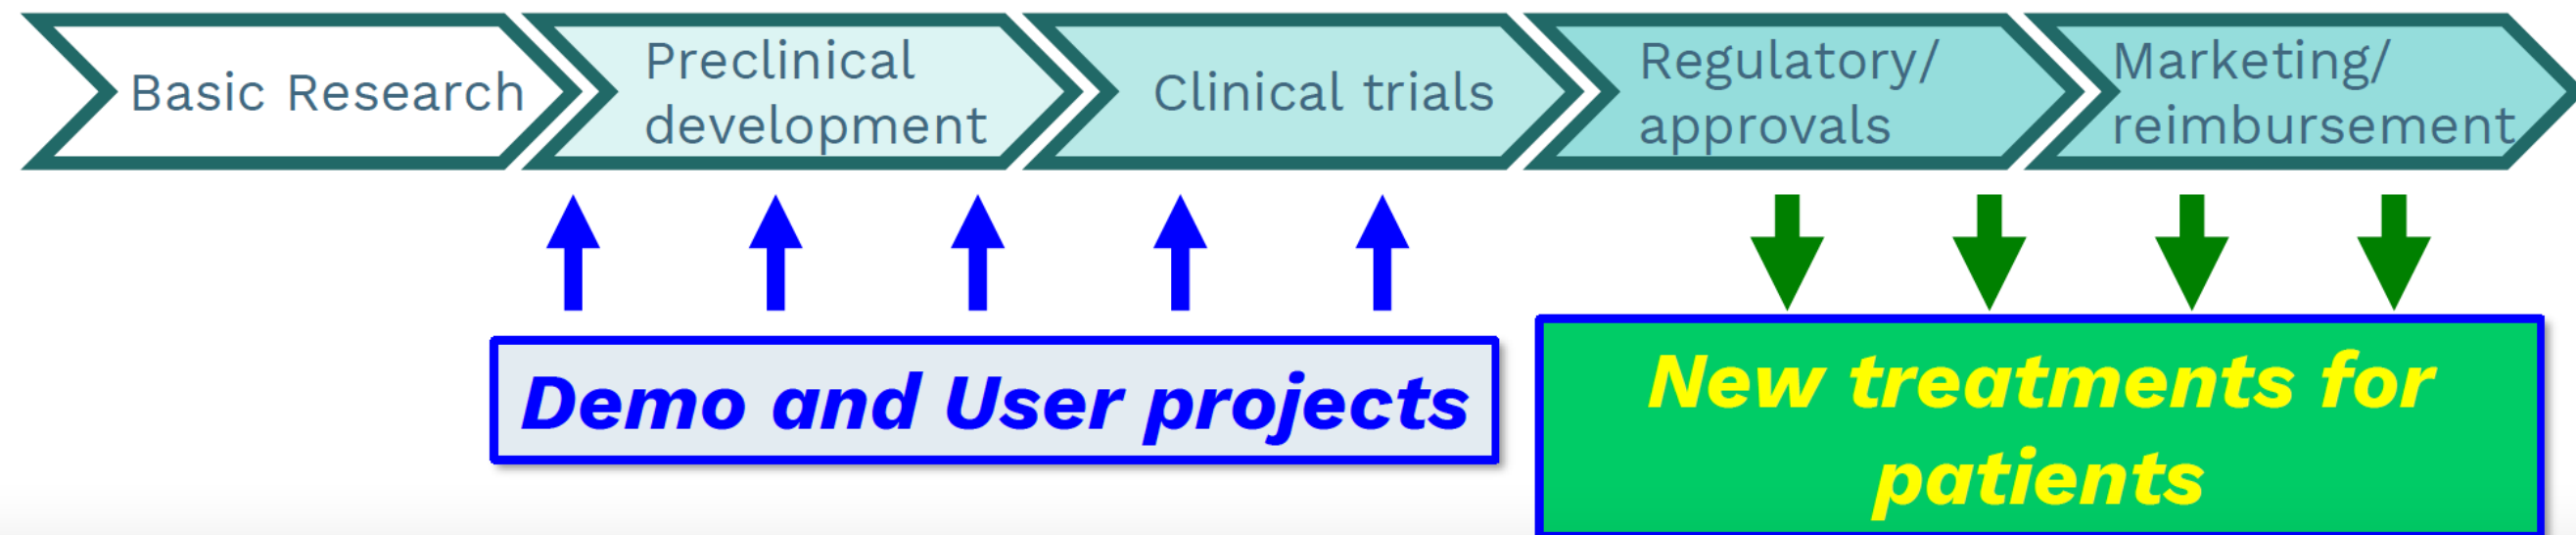 Basic Research
Preclinical
development
Clinical trials
Regulatory/
approvals
Marketing/
reimbursement
Demo and User projects
New treatments for
patients